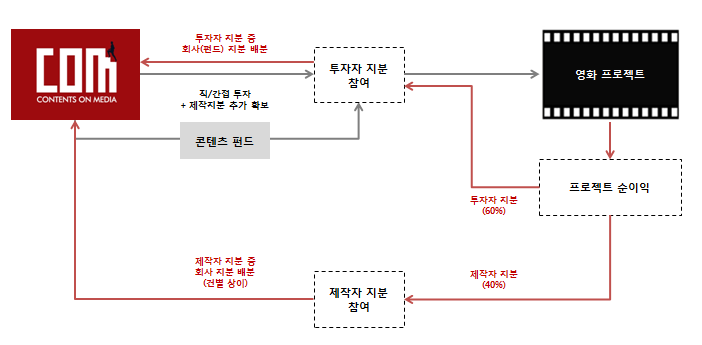 COM
CONTENTS ON MEDIA
투자자 지분 중
회사(펀드) 지분 배분
투자자 지분
참여
영화 프로젝트
직/간접 투자
+ 제작지분 추가 확보
콘텐츠 펀드
프로젝트 순이익
투자자 지분
(60%)
제작자 지분 중
회사 지분 배분
(건별 상이)
제작자 지분
참여
제작자 지분
(40%)